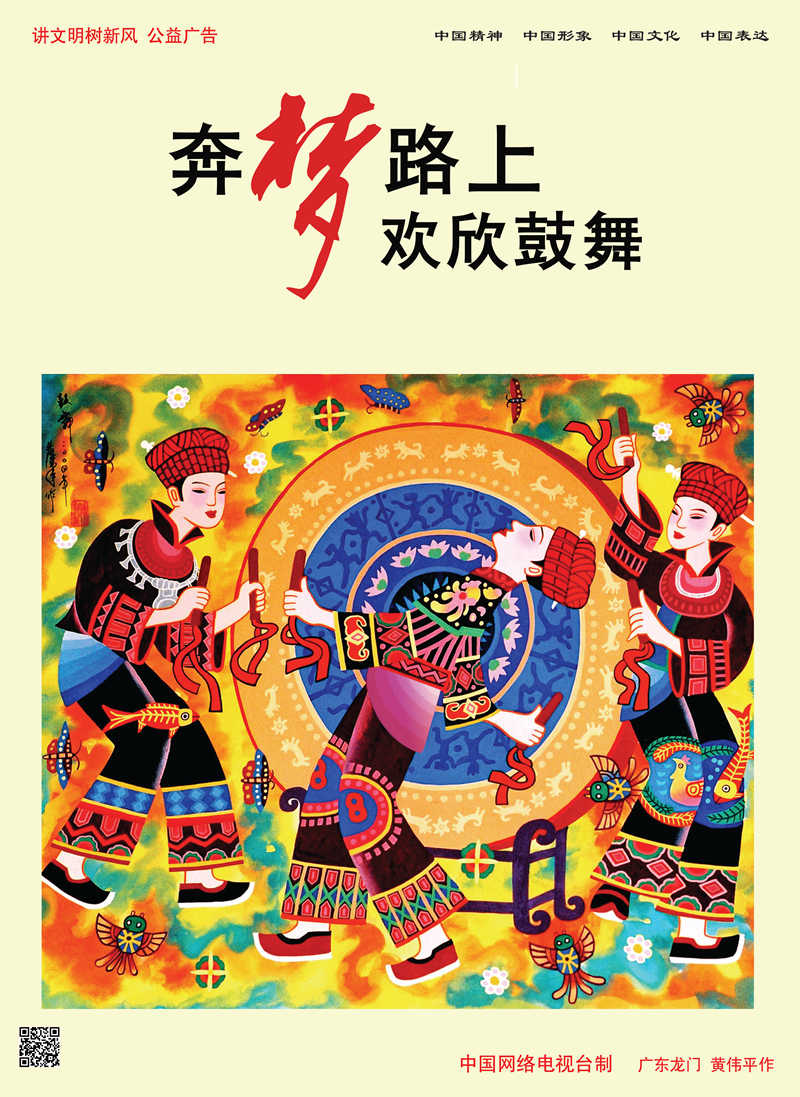 讲文明树新风 公益广告
中国精神 中国形象 中国文化 中国表达
奔梦路上
欢欣鼓舞
中国网络电视台制 广东龙门 黄伟平作